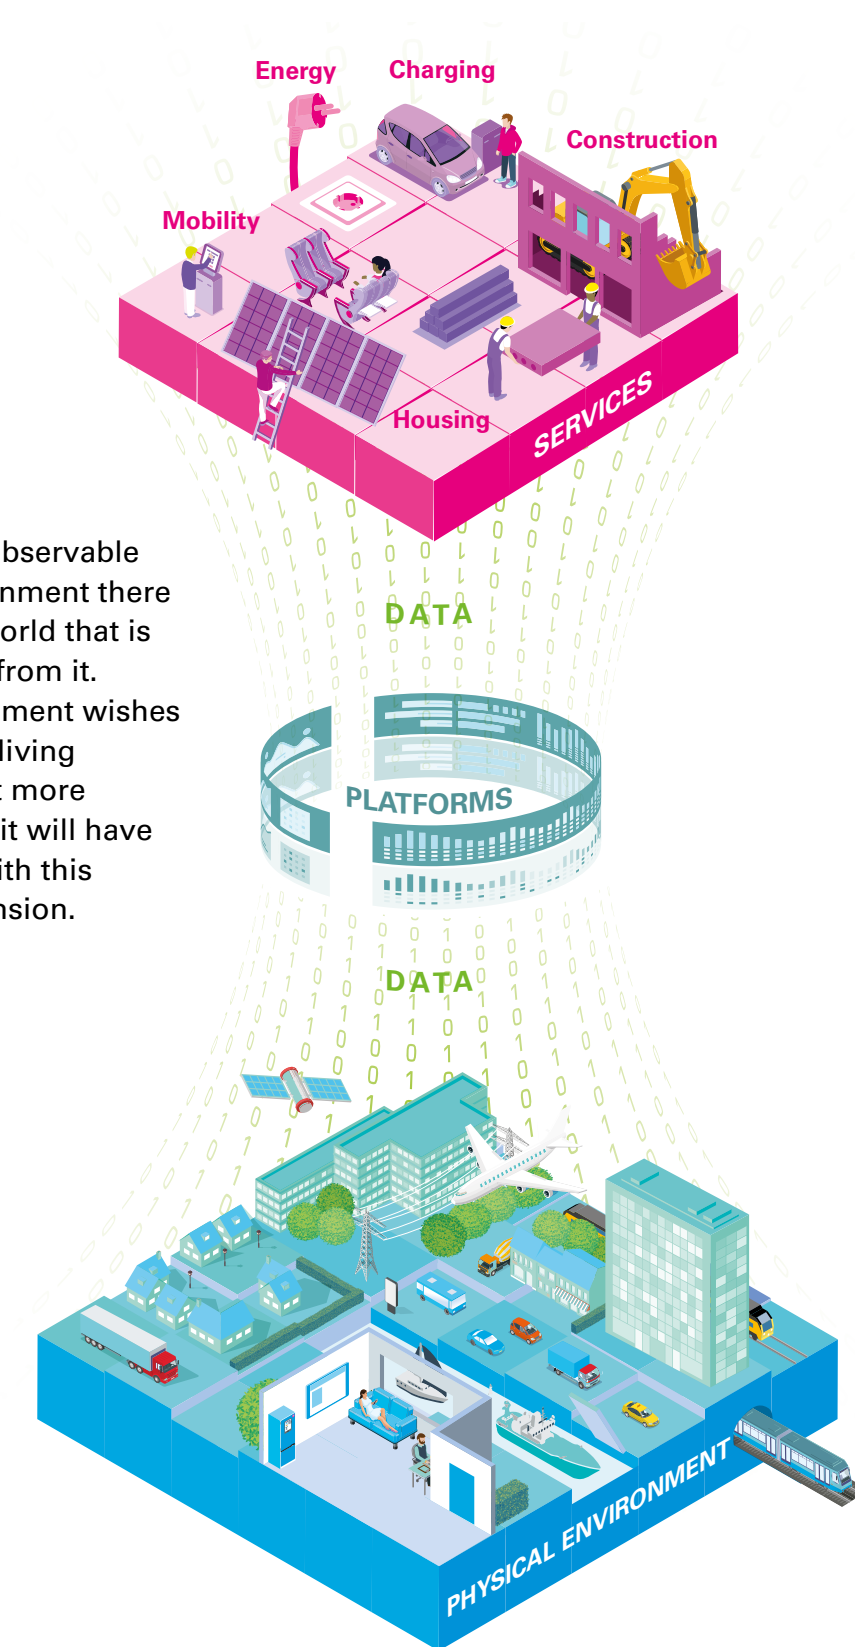 Energy
Charging
Construction
Mobility
Housing
SERVICES
bservable
nment there
orld that is
from it.
ment wishes
living
t more
it will have
ith this
nsion.
DATA
PLATFORMS
DATA
PHYSICAL ENVIRONMENT